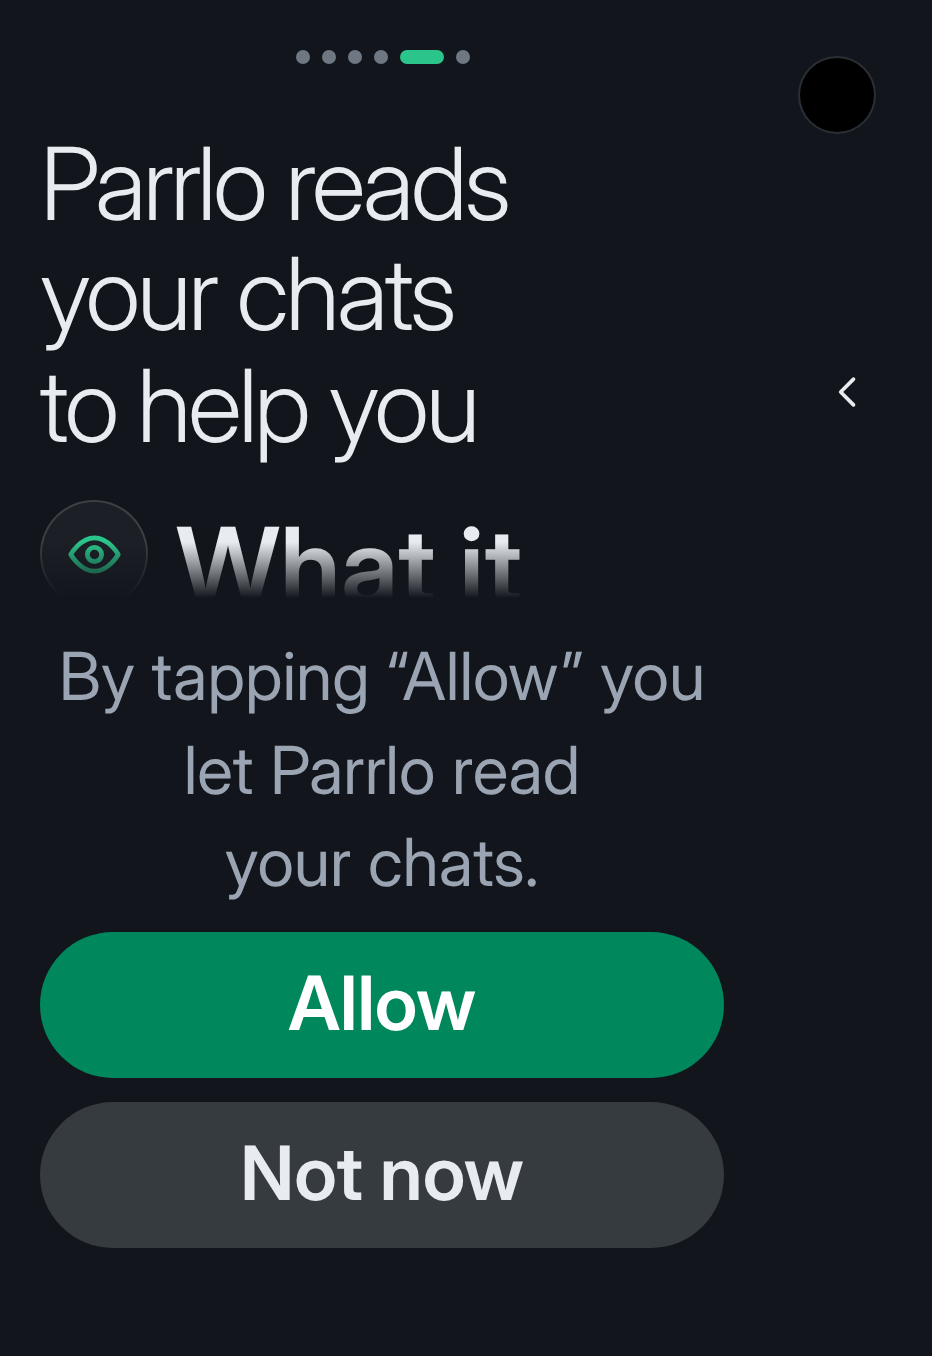 Parrlo reads
your chats
to help you
What it
By tapping “Allow” you
let Parrlo read
your chats.
Allow
Not now